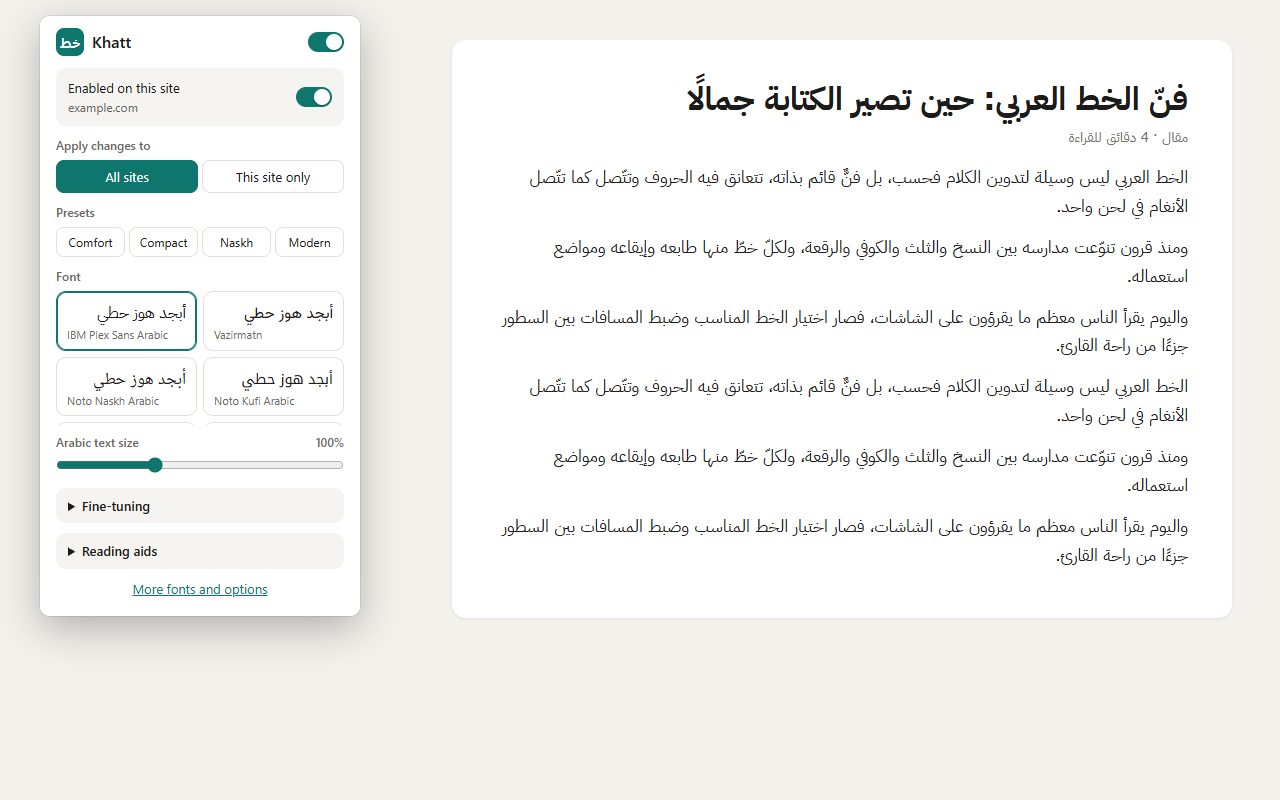 خط Khatt
Enabled on this site
example.com
Apply changes to
All sites This site only
Presets
Comfort Compact Naskh Modern
Font
أبجد هوز حطي
IBM Plex Sans Arabic
أبجد هوز حطي
Vazirmatn
أبجد هوز حطي
Noto Naskh Arabic
أبجد هوز حطي
Noto Kufi Arabic
Arabic text size 100%
Fine-tuning
Reading aids
More fonts and options
فنّ الخط العربي: حين تصير الكتابة جمالًا
مقال · 4 دقائق للقراءة
الخط العربي ليس وسيلة لتدوين الكلام فحسب، بل فنٌّ قائم بذاته، تتعانق فيه الحروف وتتّصل كما تتّصل
الأنغام في لحن واحد.
ومنذ قرون تنوّعت مدارسه بين النسخ والثلث والكوفي والرقعة، ولكلّ خطّ منها طابعه وإيقاعه ومواضع
استعماله.
واليوم يقرأ الناس معظم ما يقرؤون على الشاشات، فصار اختيار الخط المناسب وضبط المسافات بين السطور
جزءًا من راحة القارئ.
الخط العربي ليس وسيلة لتدوين الكلام فحسب، بل فنٌّ قائم بذاته، تتعانق فيه الحروف وتتّصل كما تتّصل
الأنغام في لحن واحد.
ومنذ قرون تنوّعت مدارسه بين النسخ والثلث والكوفي والرقعة، ولكلّ خطّ منها طابعه وإيقاعه ومواضع
استعماله.
واليوم يقرأ الناس معظم ما يقرؤون على الشاشات، فصار اختيار الخط المناسب وضبط المسافات بين السطور
جزءًا من راحة القارئ.